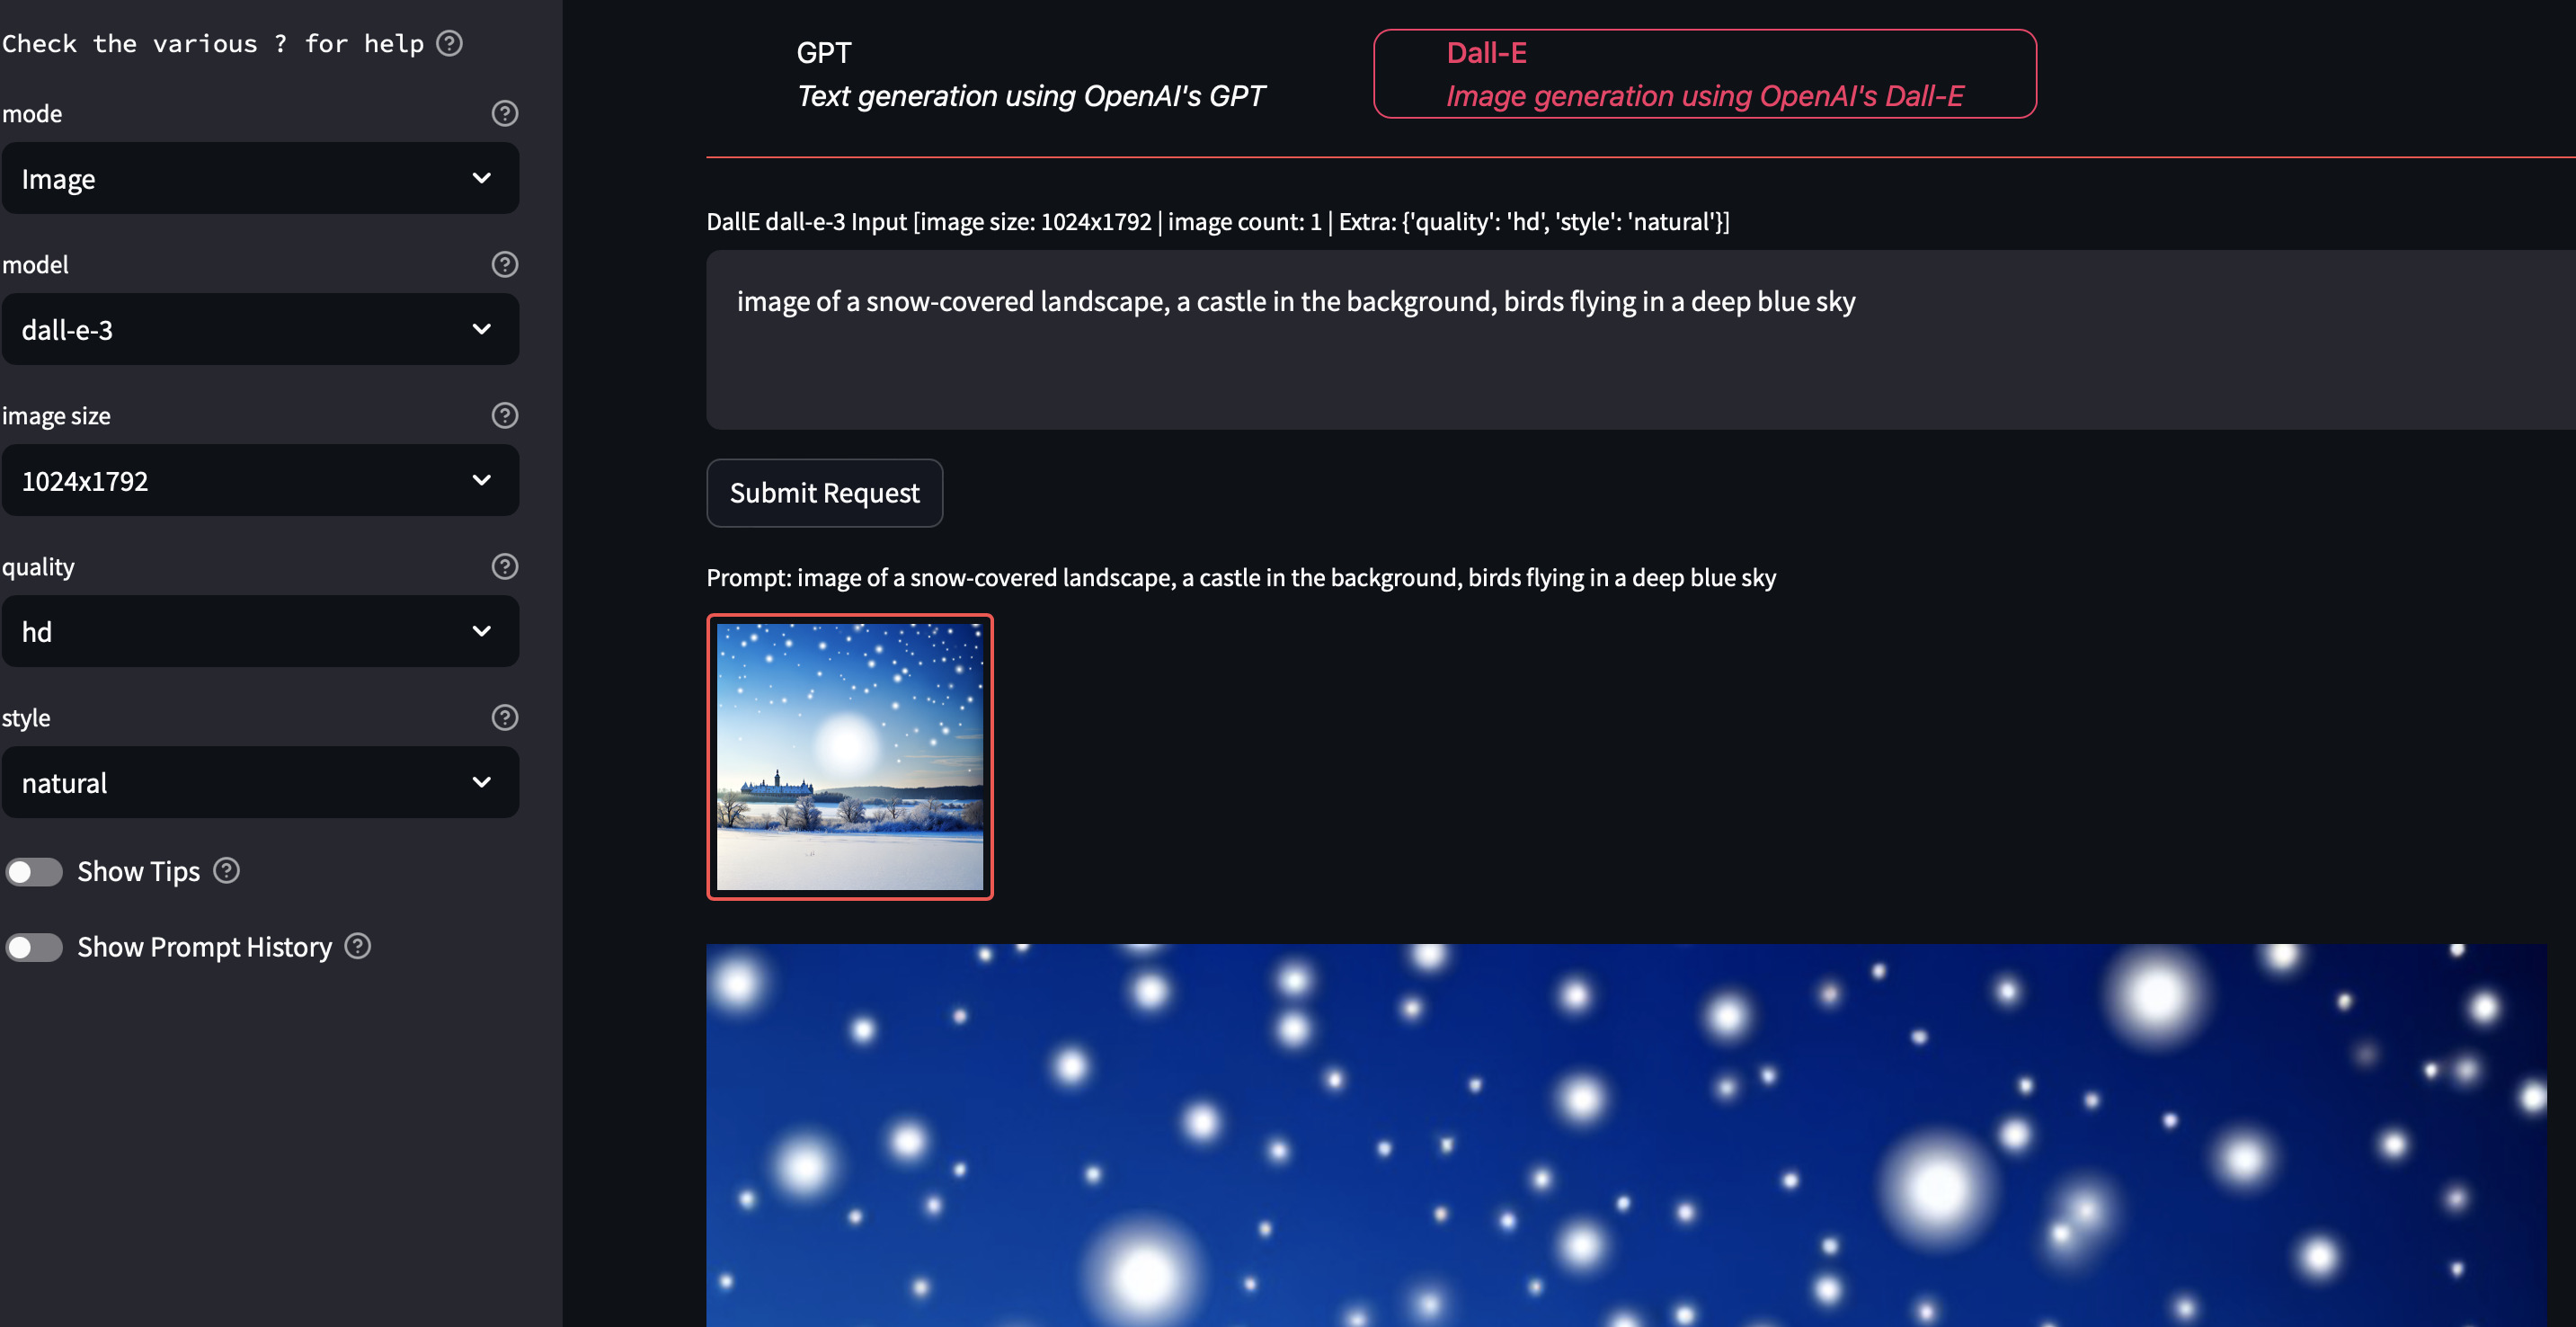 Check the various ? for help
mode
Image
model
dall-e-3
image size
1024x1792
quality
hd
style
natural
Show Tips
Show Prompt History
GPT
Text generation using OpenAI's GPT
Dall-E
Image generation using OpenAI's Dall-E
DallE dall-e-3 Input [image size: 1024x1792 | image count: 1 | Extra: {'quality': 'hd', 'style': 'natural'}]
image of a snow-covered landscape, a castle in the background, birds flying in a deep blue sky
Submit Request
Prompt: image of a snow-covered landscape, a castle in the background, birds flying in a deep blue sky